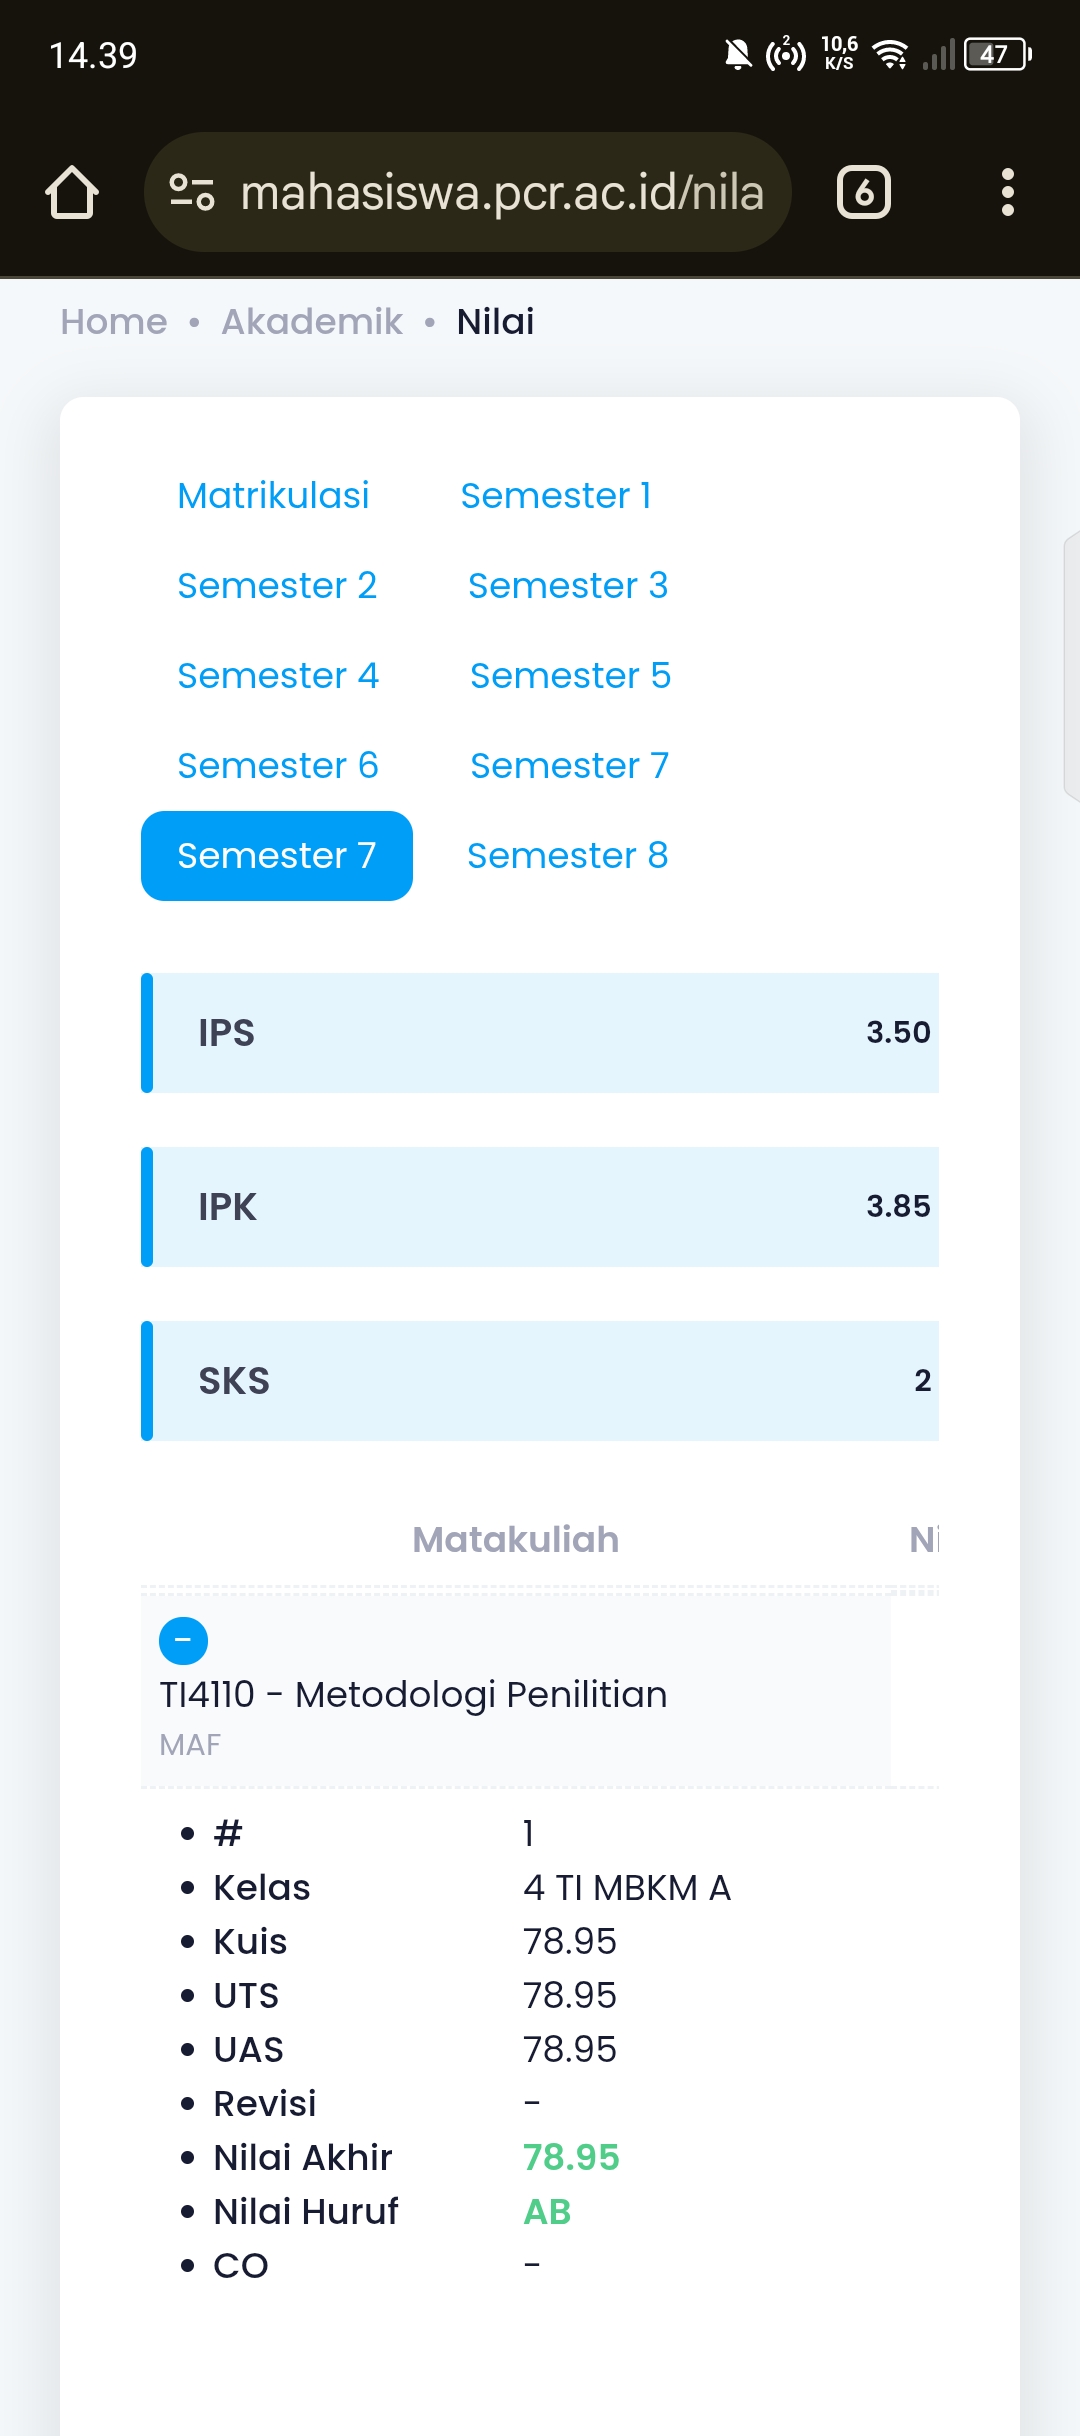 14.39
2
10,6
K/S
47
mahasiswa.pcr.ac.id/nila
6
Home • Akademik • Nilai
Matrikulasi Semester 1
Semester 2 Semester 3
Semester 4 Semester 5
Semester 6 Semester 7
Semester 7 Semester 8
IPS 3.50
IPK 3.85
SKS 2
Matakuliah Ni
TI4110 - Metodologi Penilitian
MAF
• # 1
• Kelas 4 TI MBKM A
• Kuis 78.95
• UTS 78.95
• UAS 78.95
• Revisi -
• Nilai Akhir 78.95
• Nilai Huruf AB
• CO -